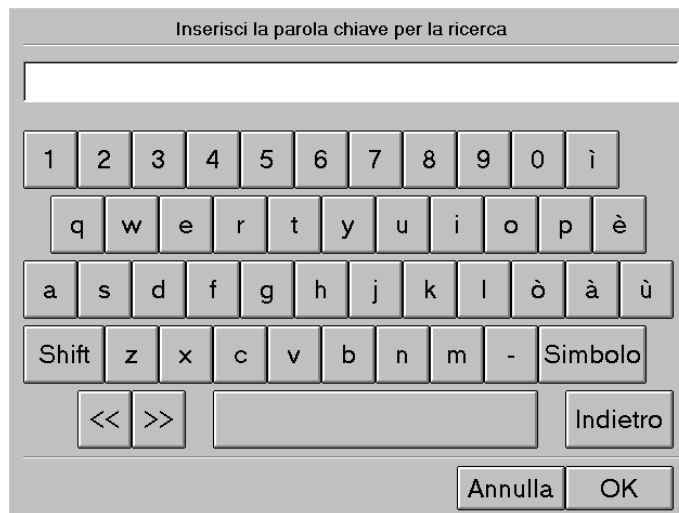 Inserisci la parola chiave per la ricerca
1 2 3 4 5 6 7 8 9 0 ì
q w e r t y u i o p è
a s d f g h j k l ò à ù
Shift z x c v b n m - Simbolo
<< >> Indietro
Annulla OK